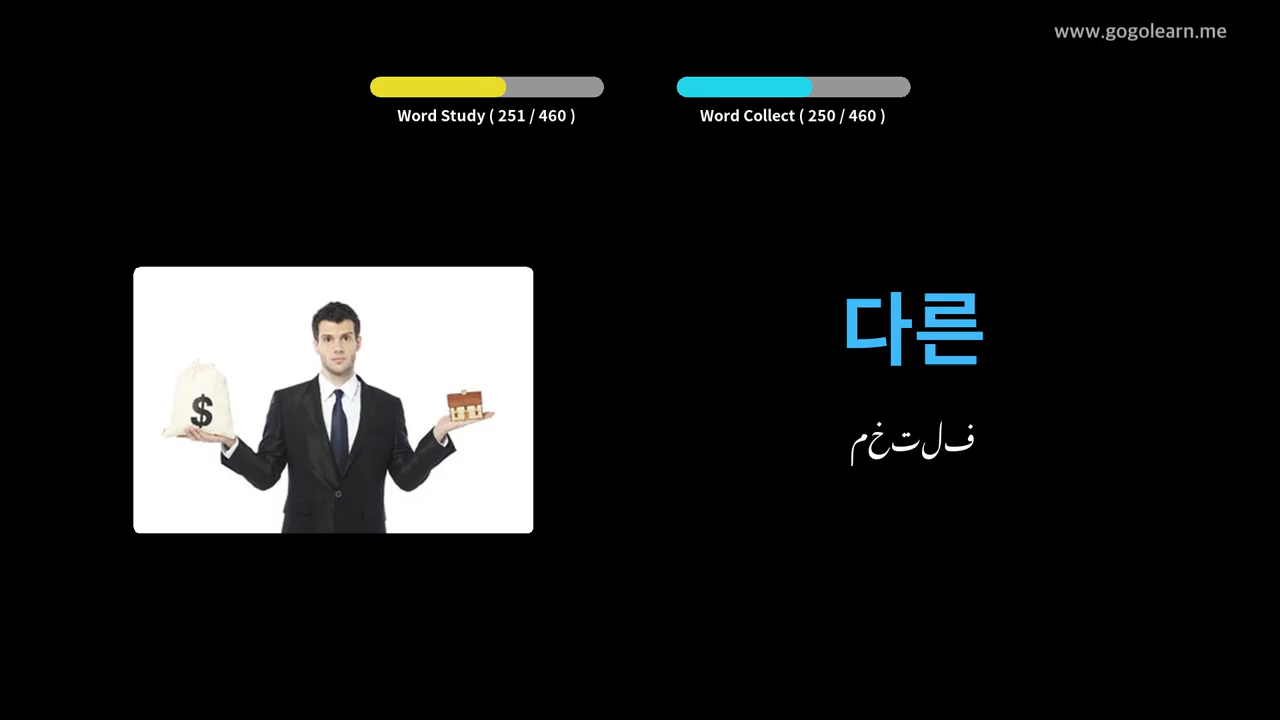 www.gogolearn.me
Word Study ( 251 / 460 )
Word Collect ( 250 / 460 )
$
다른
مختلف